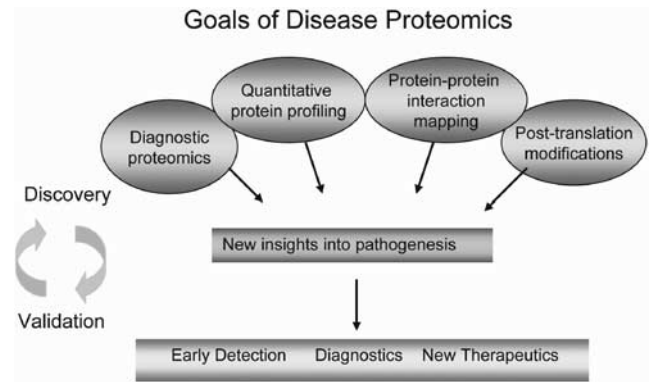 Goals of Disease Proteomics
Quantitative
protein profiling
Protein-protein
interaction
mapping
Diagnostic
proteomics
Post-translation
modifications
Discovery
New insights into pathogenesis
Validation
Early Detection Diagnostics New Therapeutics